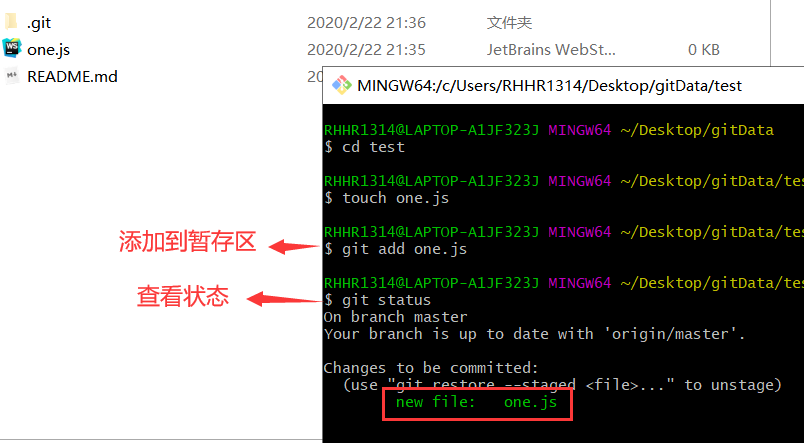 .git 2020/2/22 21:36 文件夹
one.js 2020/2/22 21:35 JetBrains WebSt... 0 KB
README.md
MINGW64:/c/Users/RHHR1314/Desktop/gitData/test
RHHR1314@LAPTOP-A1JF323J MINGW64 ~/Desktop/gitData
$ cd test
RHHR1314@LAPTOP-A1JF323J MINGW64 ~/Desktop/gitData/tes
$ touch one.js
RHHR1314@LAPTOP-A1JF323J MINGW64 ~/Desktop/gitData/tes
添加到暂存区
$ git add one.js
RHHR1314@LAPTOP-A1JF323J MINGW64 ~/Desktop/gitData/tes
查看状态
$ git status
On branch master
Your branch is up to date with 'origin/master'.
Changes to be committed:
(use "git restore --staged <file>..." to unstage)
new file: one.js